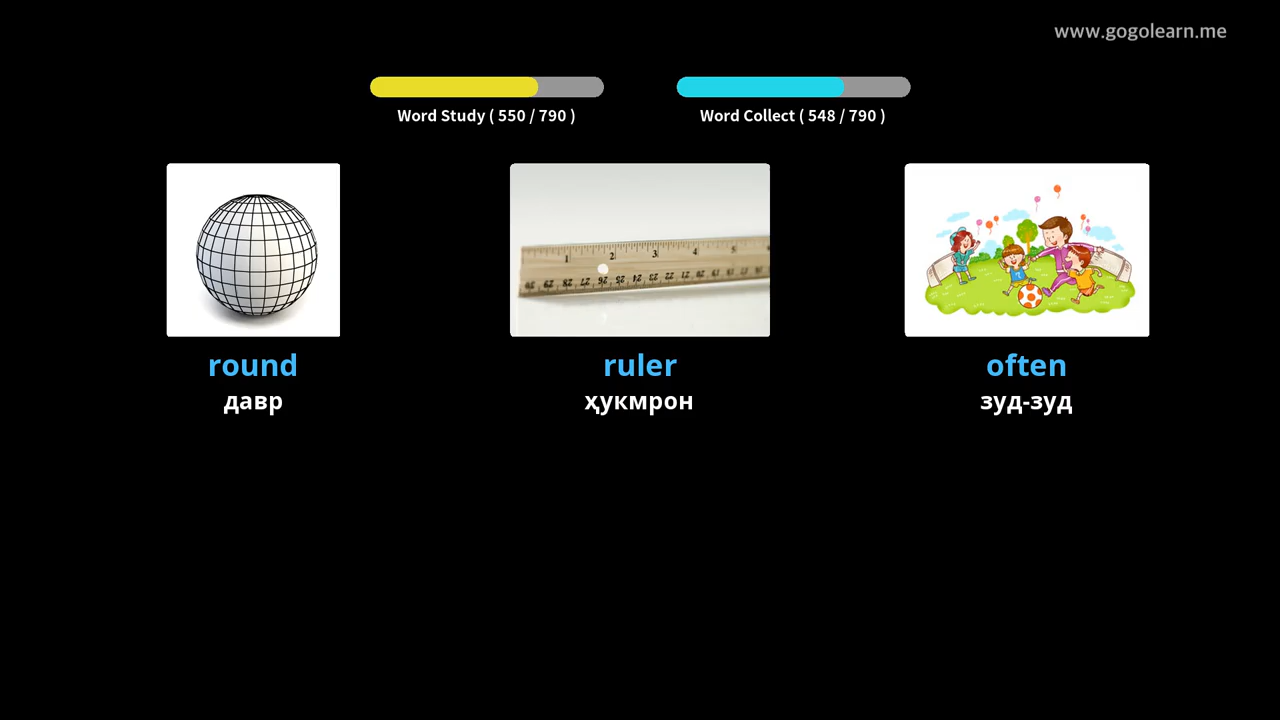 www.gogolearn.me
Word Study ( 550 / 790 )
Word Collect ( 548 / 790 )
round
ruler
often
давр
ҳукмрон
зуд-зуд